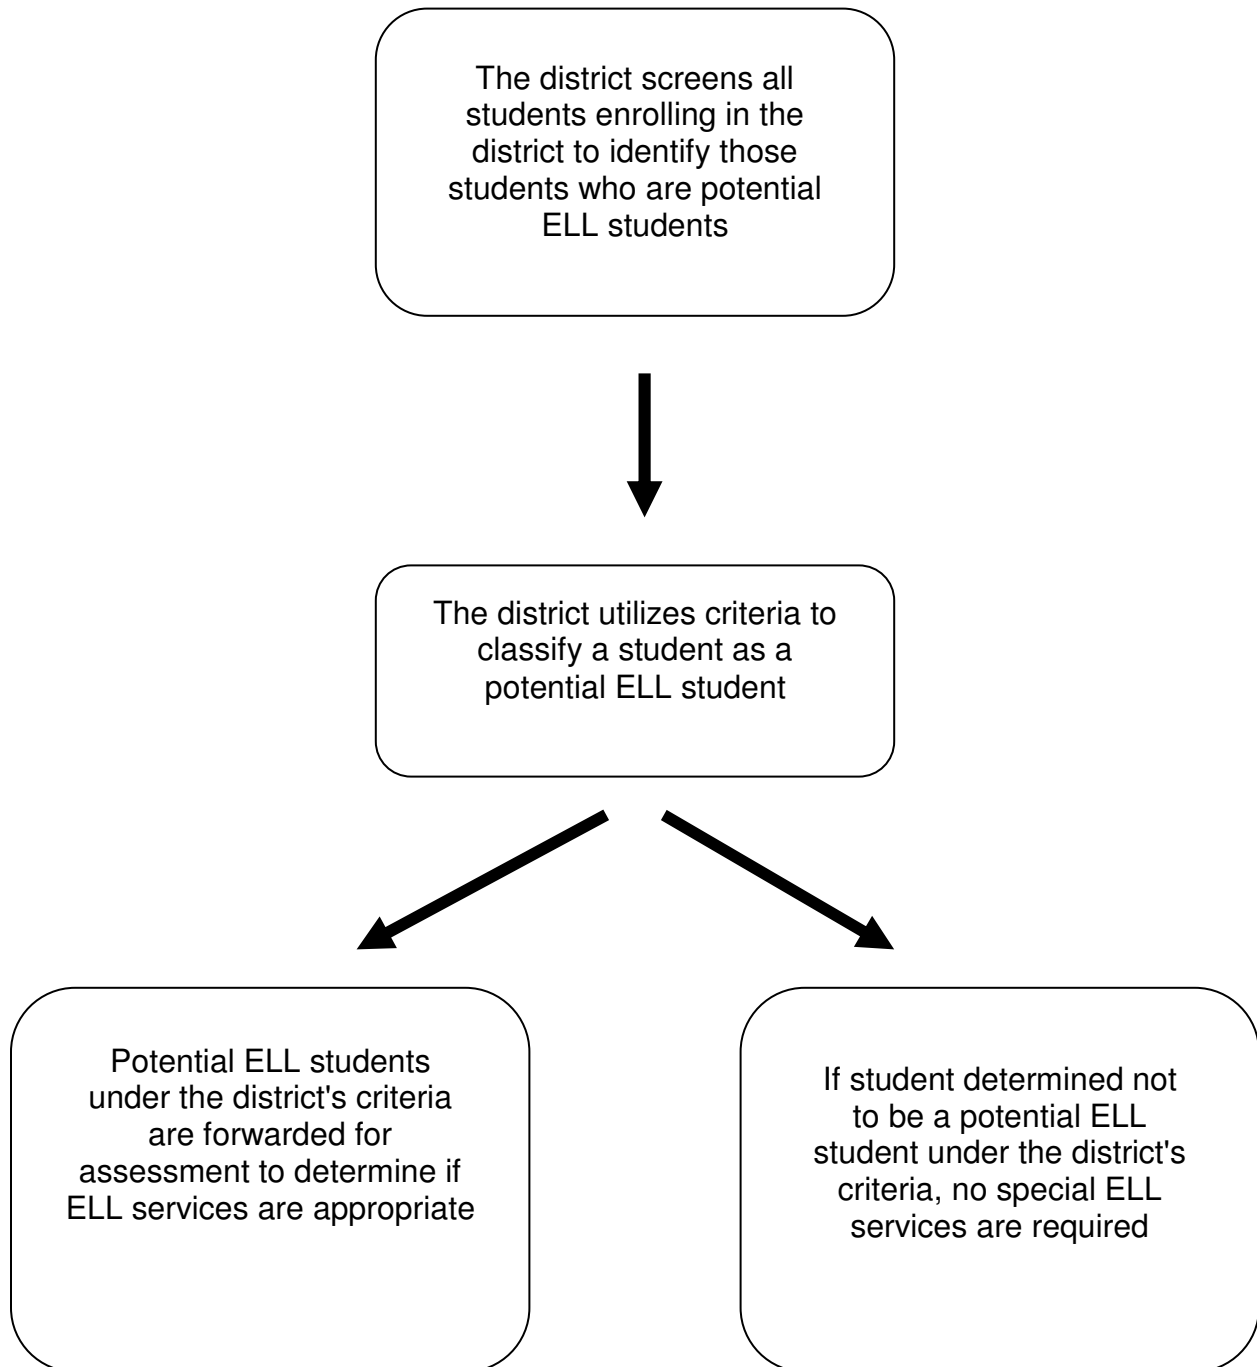 The district screens all
students enrolling in the
district to identify those
students who are potential
ELL students
The district utilizes criteria to
classify a student as a
potential ELL student
Potential ELL students
under the district's criteria
are forwarded for
assessment to determine if
ELL services are appropriate
If student determined not
to be a potential ELL
student under the district's
criteria, no special ELL
services are required